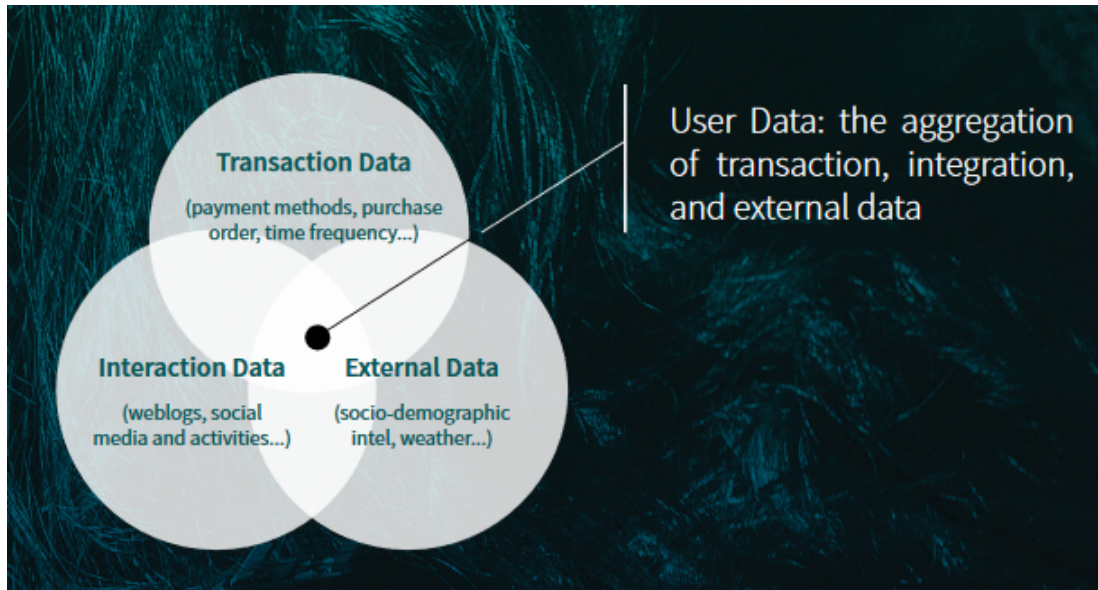 Transaction Data
(payment methods, purchase
order, time frequency...)
Interaction Data
(weblogs, social
media and activities...)
External Data
(socio-demographic
intel, weather...)
User Data: the aggregation
of transaction, integration,
and external data